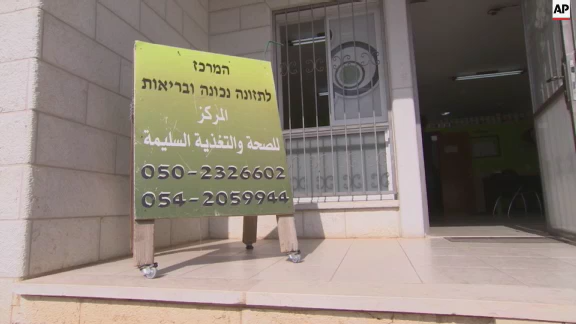 AP
המרכז
לתזונה נכונה ובריאות
المركز
للصحة والتغذية السليمة
050-2326602
054-2059944